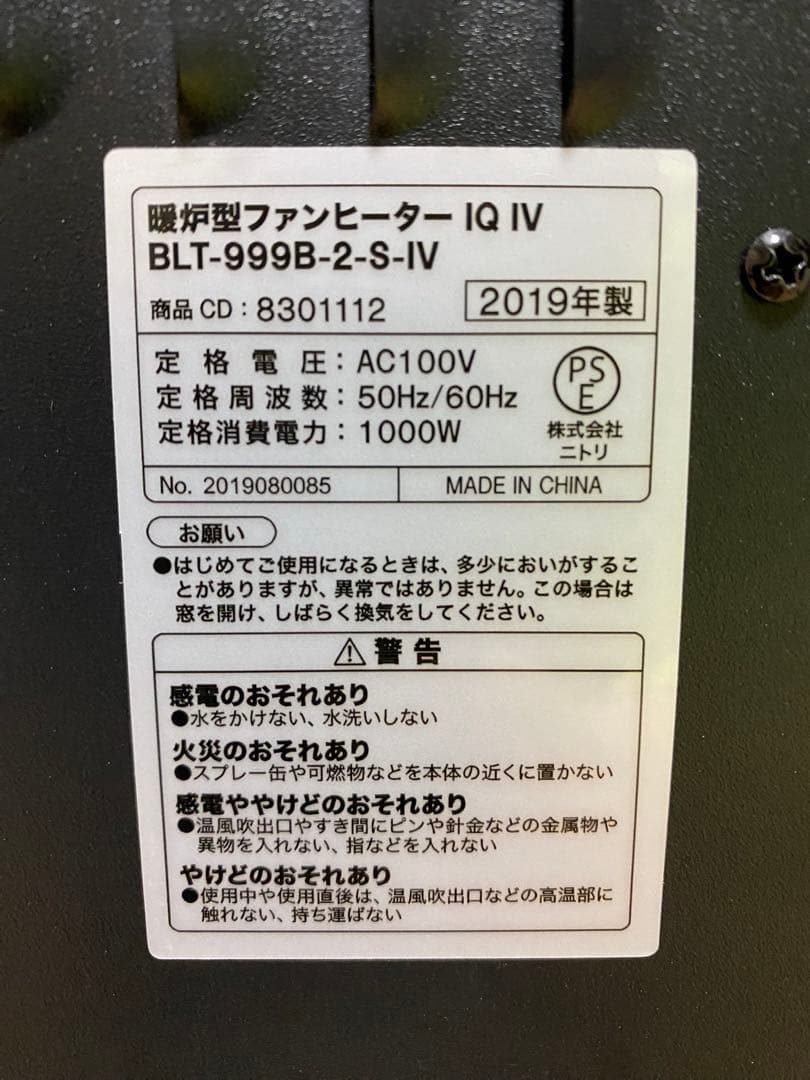 暖炉型ファンヒーター IQ IV
BLT-999B-2-S-IV
商品 CD：8301112
2019年製
定格電圧：AC100V
定格周波数：50Hz/60Hz
定格消費電力：1000W
PSE
株式会社
ニトリ
No. 2019080085
MADE IN CHINA
お願い
●はじめてご使用になるときは、多少においがするこ
とがありますが、異常ではありません。この場合は
窓を開け、しばらく換気をしてください。
⚠警告
感電のおそれあり
●水をかけない、水洗いしない
火災のおそれあり
●スプレー缶や可燃物などを本体の近くに置かない
感電ややけどのおそれあり
●温風吹出口やすき間にピンや針金などの金属物や
異物を入れない、指などを入れない
やけどのおそれあり
●使用中や使用直後は、温風吹出口などの高温部に
触れない、持ち運ばない